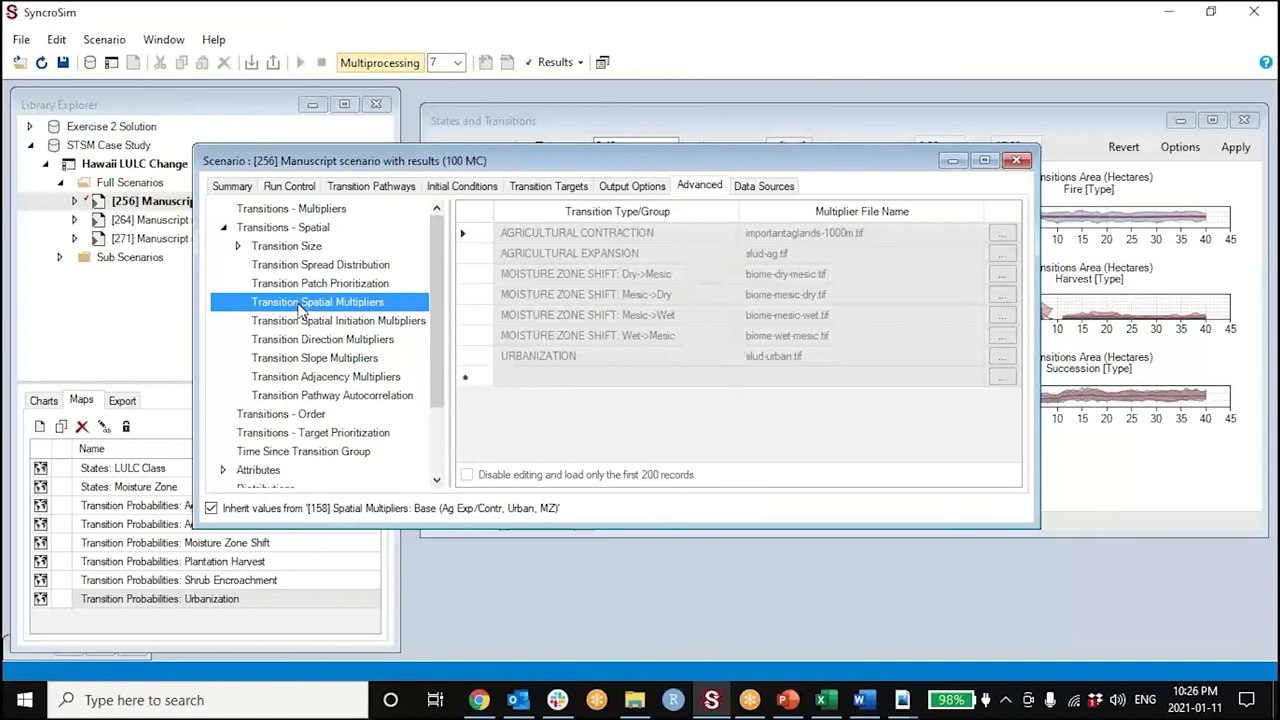 SyncroSim
File Edit Scenario Window Help
Multiprocessing 7 Results
Library Explorer
Exercise 2 Solution
STSM Case Study
Hawaii LULC Change
Full Scenarios
[256] Manuscrip
[264] Manuscript
[271] Manuscript
Sub Scenarios
Charts Maps Export
Name
States: LULC Class
States: Moisture Zone
Transition Probabilities: A
Transition Probabilities: A
Transition Probabilities: Moisture Zone Shift
Transition Probabilities: Plantation Harvest
Transition Probabilities: Shrub Encroachment
Transition Probabilities: Urbanization
States and Transitions
Revert Options Apply
Scenario : [256] Manuscript scenario with results (100 MC)
Summary Run Control Transition Pathways Initial Conditions Transition Targets Output Options Advanced Data Sources
Transitions - Multipliers
Transitions - Spatial
Transition Size
Transition Spread Distribution
Transition Patch Prioritization
Transition Spatial Multipliers
Transition Spatial Initiation Multipliers
Transition Direction Multipliers
Transition Slope Multipliers
Transition Adjacency Multipliers
Transition Pathway Autocorrelation
Transitions - Order
Transitions - Target Prioritization
Time Since Transition Group
Attributes
Transition Type/Group Multiplier File Name
AGRICULTURAL CONTRACTION importantaglands-1000m.tif ...
AGRICULTURAL EXPANSION slud-ag.tif ...
MOISTURE ZONE SHIFT: Dry->Mesic biome-dry-mesic.tif ...
MOISTURE ZONE SHIFT: Mesic->Dry biome-mesic-dry.tif ...
MOISTURE ZONE SHIFT: Mesic->Wet biome-mesic-wet.tif ...
MOISTURE ZONE SHIFT: Wet->Mesic biome-wet-mesic.tif ...
URBANIZATION slud-urban.tif ...
...
Disable editing and load only the first 200 records
Inherit values from '[158] Spatial Multipliers: Base (Ag Exp/Contr, Urban, MZ)'
nsitions Area (Hectares)
Fire [Type]
10 15 20 25 30 35 40 45
nsitions Area (Hectares)
Harvest [Type]
10 15 20 25 30 35 40 45
nsitions Area (Hectares)
Succession [Type]
10 15 20 25 30 35 40 45
Type here to search
98%
ENG
10:26 PM
2021-01-11